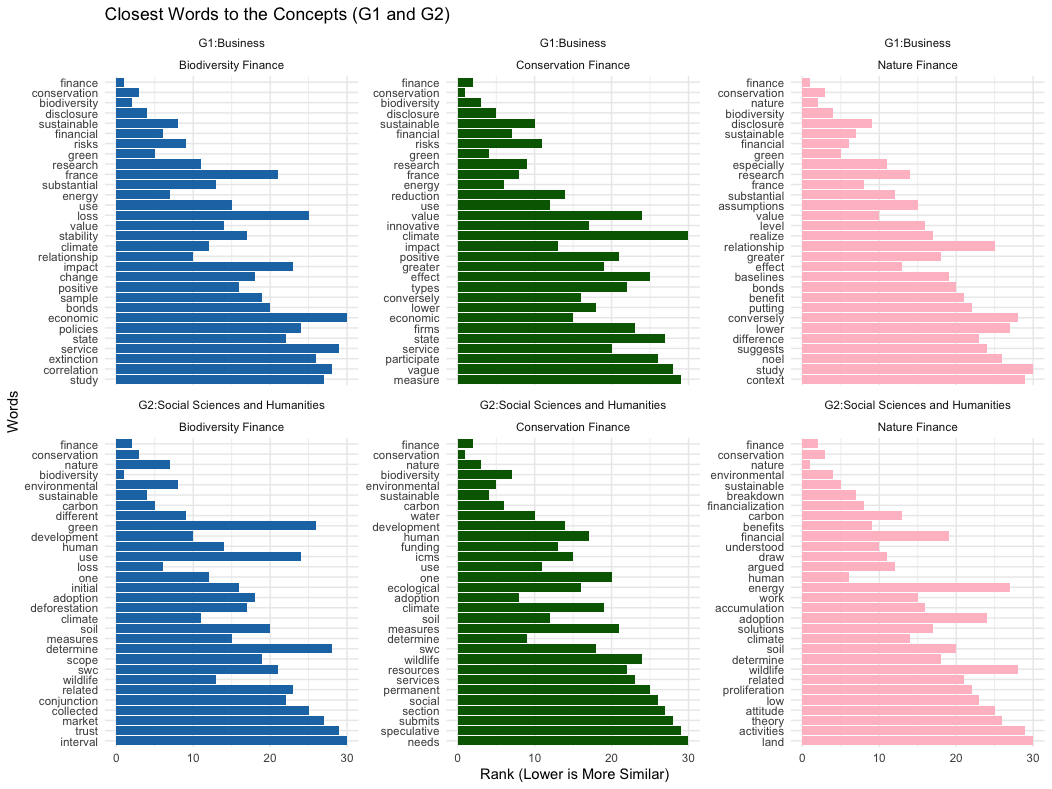 Closest Words to the Concepts (G1 and G2)
G1:Business
Biodiversity Finance
finance
conservation
biodiversity
disclosure
sustainable
financial
risks
green
research
france
substantial
energy
use
loss
value
stability
climate
relationship
impact
change
positive
sample
bonds
economic
policies
state
service
extinction
correlation
study
G1:Business
Conservation Finance
finance
conservation
biodiversity
disclosure
sustainable
financial
risks
green
research
france
energy
reduction
use
value
innovative
climate
impact
positive
greater
effect
types
conversely
lower
economic
firms
state
service
participate
vague
measure
G1:Business
Nature Finance
finance
conservation
nature
biodiversity
disclosure
sustainable
financial
green
especially
research
france
substantial
assumptions
value
level
realize
relationship
greater
effect
baselines
bonds
benefit
putting
conversely
lower
difference
suggests
noel
study
context
Words
G2:Social Sciences and Humanities
Biodiversity Finance
finance
conservation
nature
biodiversity
environmental
sustainable
carbon
different
green
development
human
use
loss
one
initial
adoption
deforestation
climate
soil
measures
determine
scope
swc
wildlife
related
conjunction
collected
market
trust
interval
0 10 20 30
G2:Social Sciences and Humanities
Conservation Finance
finance
conservation
nature
biodiversity
environmental
sustainable
carbon
water
development
human
funding
icms
use
one
ecological
adoption
climate
soil
measures
determine
swc
wildlife
resources
services
permanent
social
section
submits
speculative
needs
0 10 20 30
G2:Social Sciences and Humanities
Nature Finance
finance
conservation
nature
environmental
sustainable
breakdown
financialization
carbon
benefits
financial
understood
draw
argued
human
energy
work
accumulation
adoption
solutions
climate
soil
determine
wildlife
related
proliferation
low
attitude
theory
activities
land
0 10 20 30
Rank (Lower is More Similar)